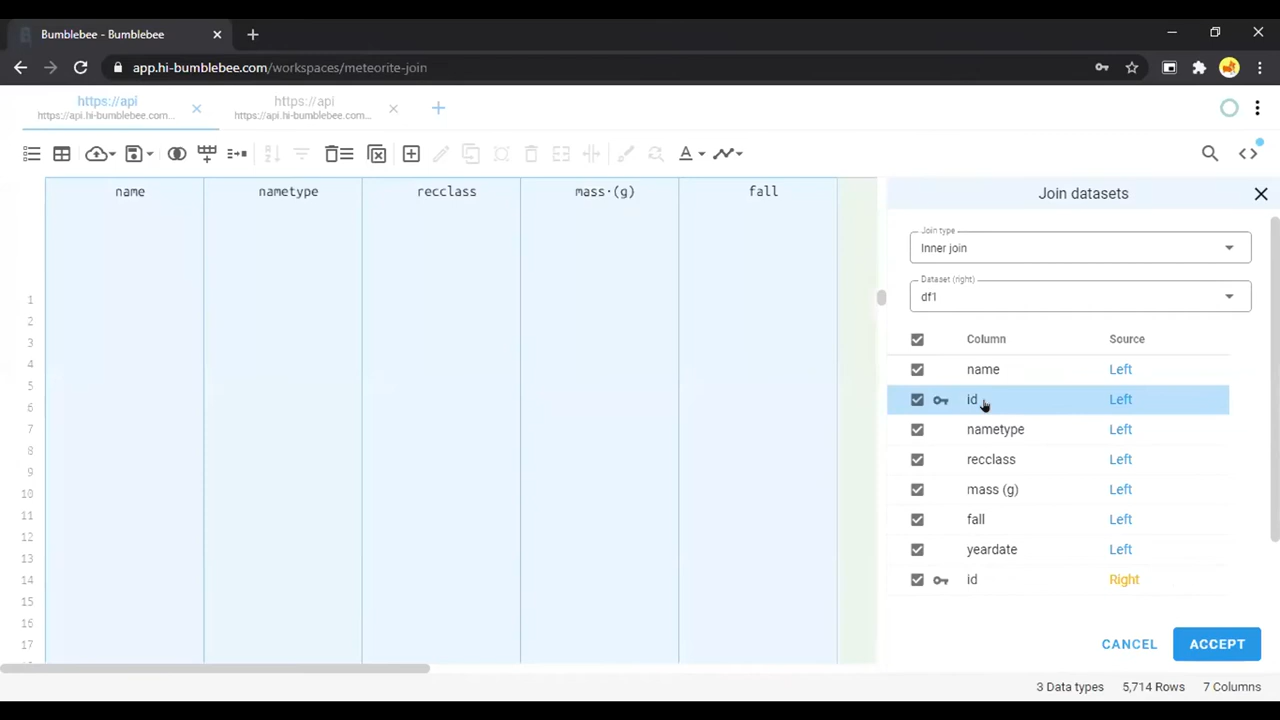 Bumblebee - Bumblebee
app.hi-bumblebee.com/workspaces/meteorite-join
https://api
https://api.hi-bumblebee.com...
https://api
https://api.hi-bumblebee.com...
name nametype recclass mass·(g) fall
1
2
3
4
5
6
7
8
9
10
11
12
13
14
15
16
17
Join datasets
Join type
Inner join
Dataset (right)
df1
Column Source
name Left
id Left
nametype Left
recclass Left
mass (g) Left
fall Left
yeardate Left
id Right
CANCEL ACCEPT
3 Data types 5,714 Rows 7 Columns